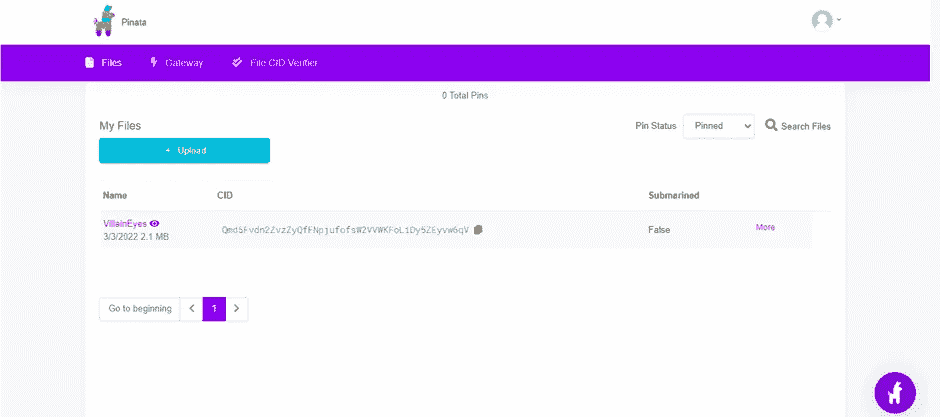 Pinata
Files Gateway File CID Verifier
0 Total Pins
My Files
Pin Status Pinned Search Files
+ Upload
Name CID Submarined
VillainEyes
False More
3/3/2022 2.1 MB
Go to beginning 1